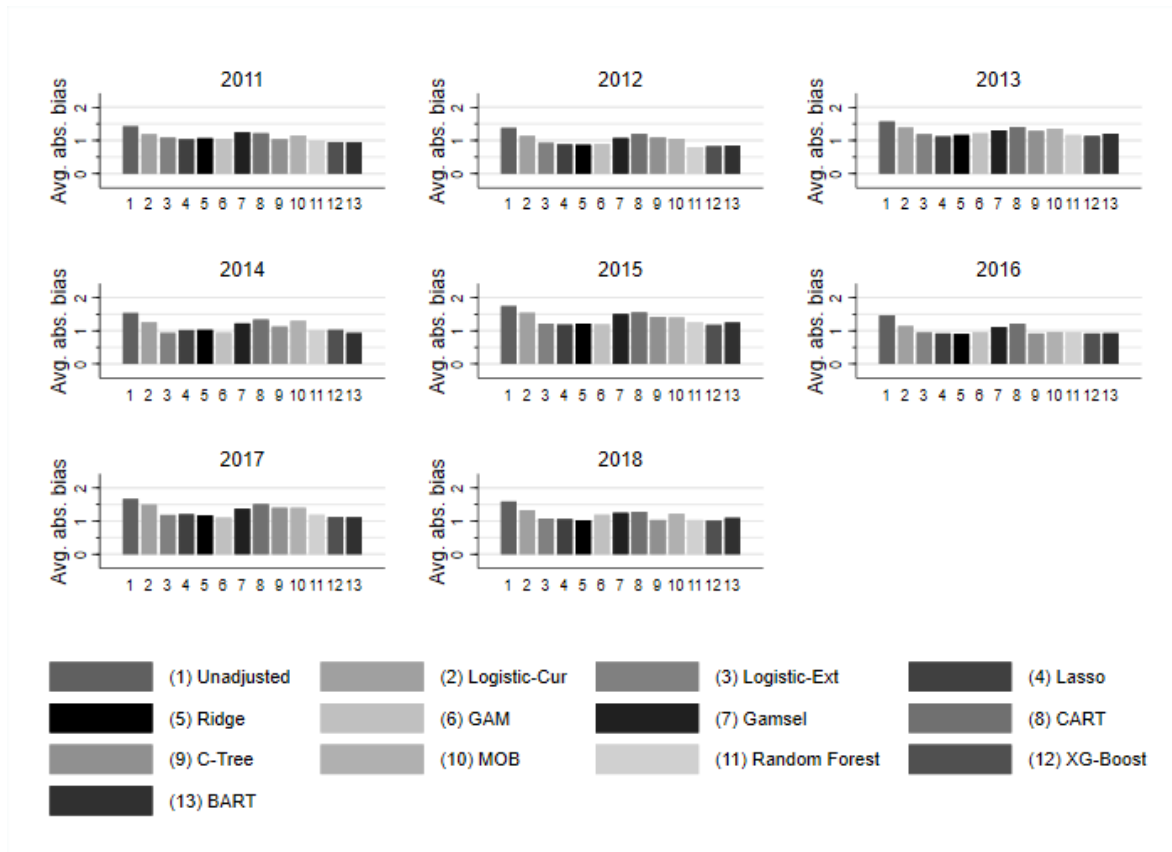 2011 2012 2013
Avg. abs. bias Avg. abs. bias Avg. abs. bias
0 1 2 0 1 2 0 1 2
1 2 3 4 5 6 7 8 9 10 11 12 13 1 2 3 4 5 6 7 8 9 10 11 12 13 1 2 3 4 5 6 7 8 9 10 11 12 13
2014 2015 2016
Avg. abs. bias Avg. abs. bias Avg. abs. bias
0 1 2 0 1 2 0 1 2
1 2 3 4 5 6 7 8 9 10 11 12 13 1 2 3 4 5 6 7 8 9 10 11 12 13 1 2 3 4 5 6 7 8 9 10 11 12 13
2017 2018
Avg. abs. bias Avg. abs. bias
0 1 2 0 1 2
1 2 3 4 5 6 7 8 9 10 11 12 13 1 2 3 4 5 6 7 8 9 10 11 12 13
(1) Unadjusted (2) Logistic-Cur (3) Logistic-Ext (4) Lasso
(5) Ridge (6) GAM (7) Gamsel (8) CART
(9) C-Tree (10) MOB (11) Random Forest (12) XG-Boost
(13) BART